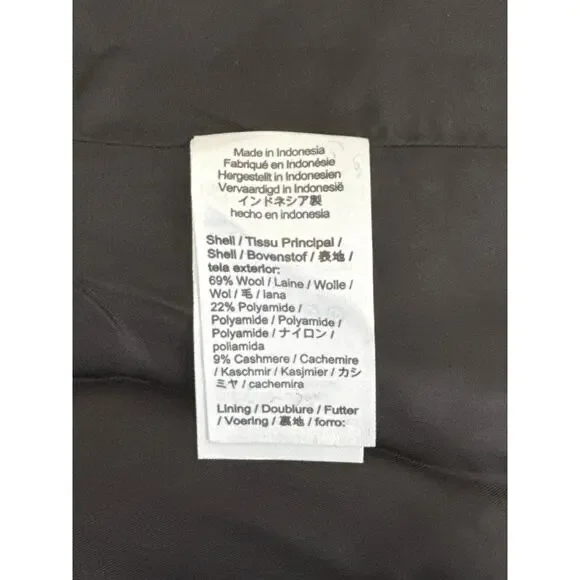 Made in Indonesia
Fabriqué en Indonésie
Hergestellt in Indonesien
Vervaardigd in Indonesië
インドネシア製
hecho en indonesia
Shell / Tissu Principal /
Shell / Bovenstof / 表地 /
tela exterior:
69% Wool / Laine / Wolle /
Wol / 毛 / lana
22% Polyamide /
Polyamide / Polyamide /
Polyamide / ナイロン /
poliamida
9% Cashmere / Cachemire
/ Kaschmir / Kasjmier / カシ
ミヤ / cachemira
Lining / Doublure / Futter
/ Voering / 裏地 / forro: